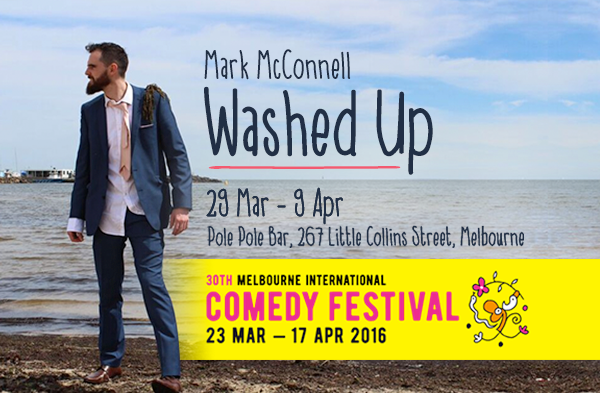 Mark McConnell
Washed Up
29 Mar - 9 Apr
Pole Pole Bar, 267 Little Collins Street, Melbourne
30TH MELBOURNE INTERNATIONAL
COMEDY FESTIVAL
23 MAR — 17 APR 2016